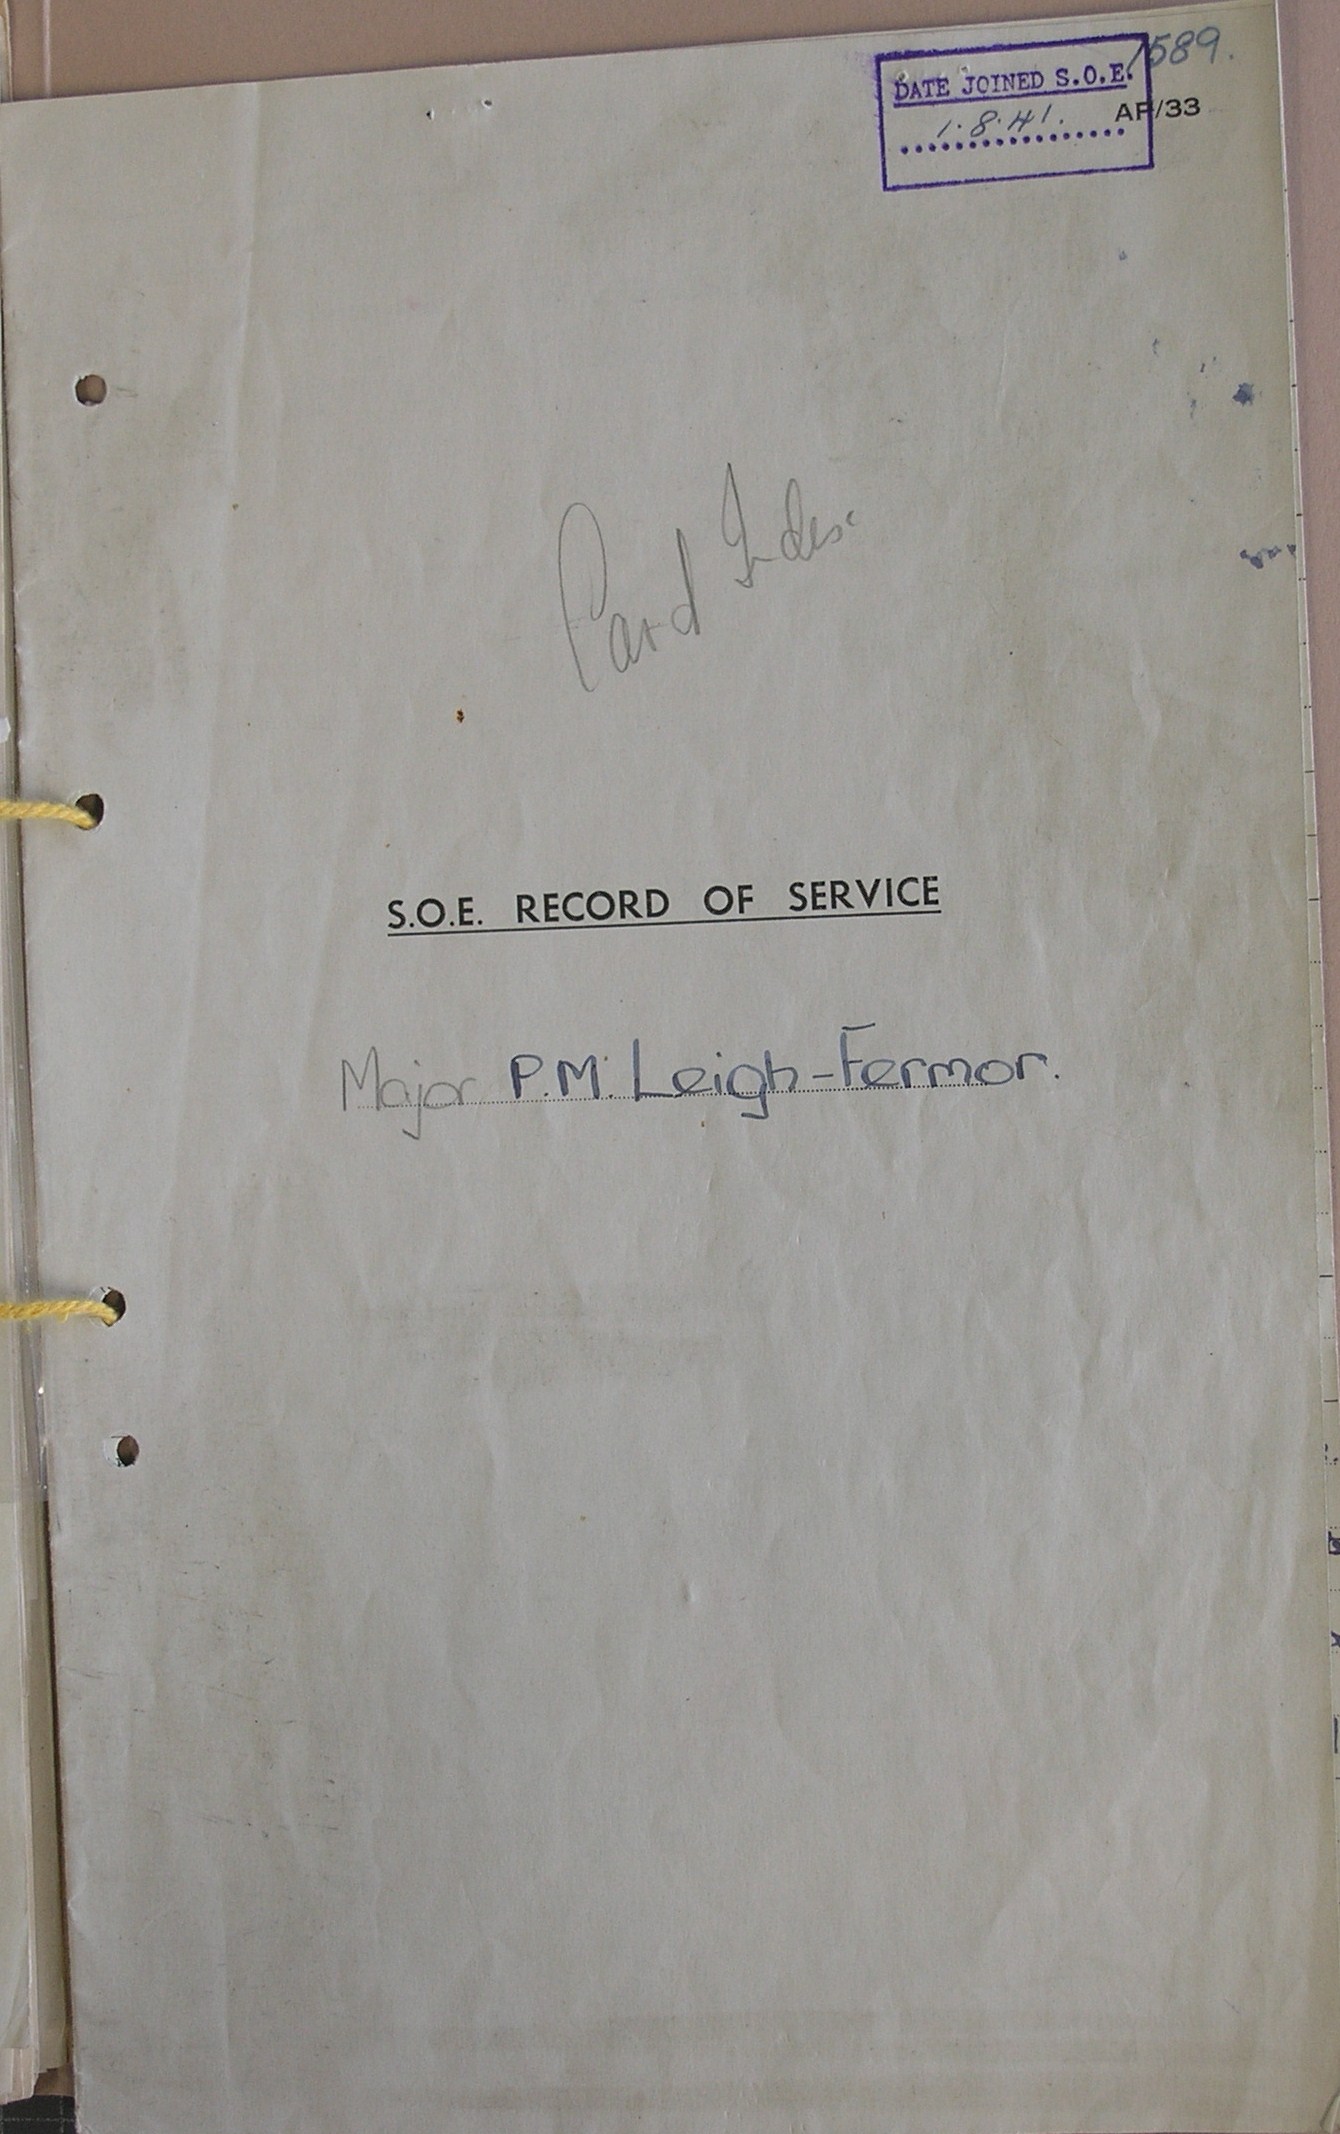 1589.
DATE JOINED S.O.E.
1.8.41.
AF/33
Card Index
S.O.E. RECORD OF SERVICE
Major P.M. Leigh-Fermor.